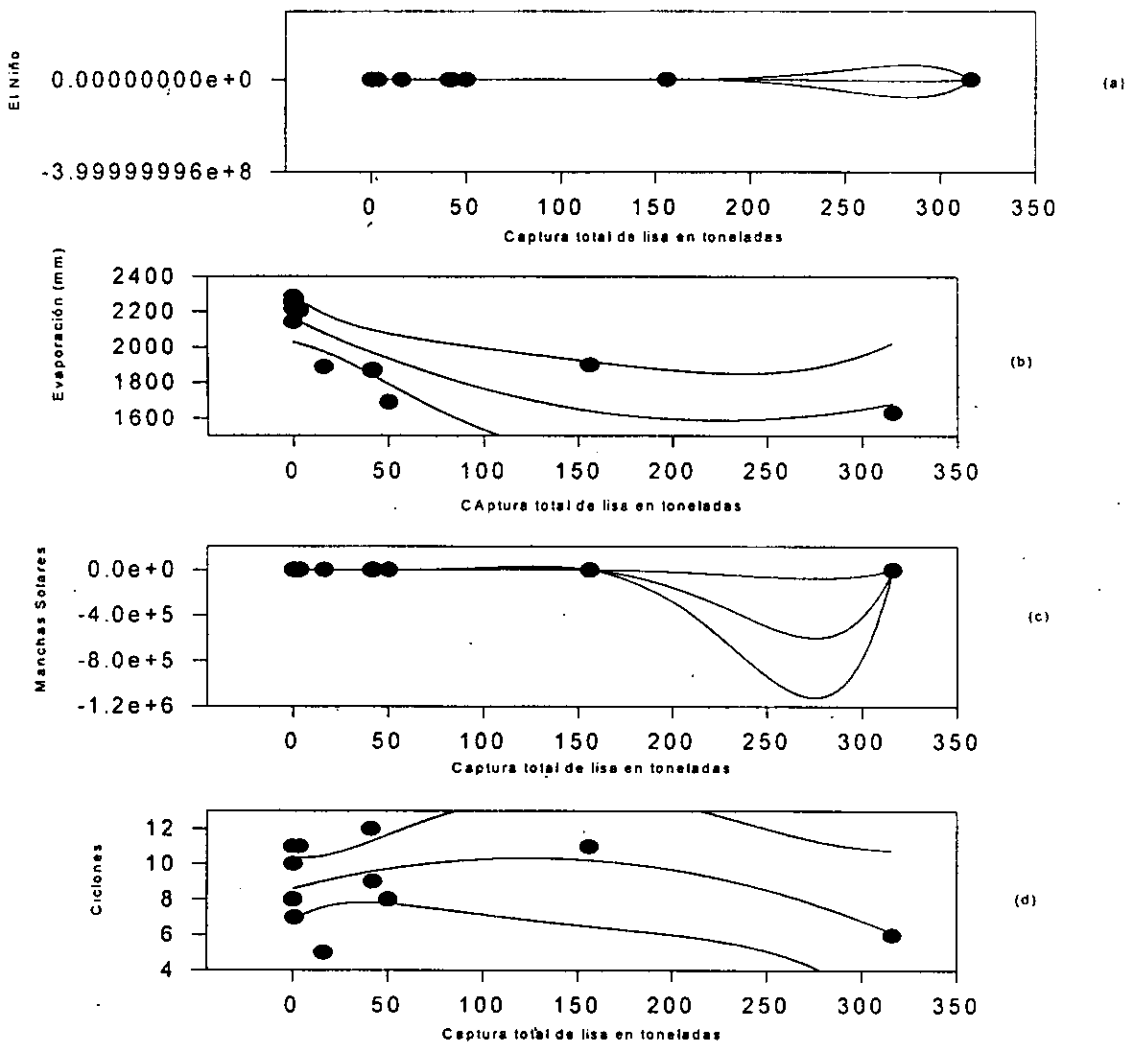 El Niño
0.00000000e+0
-3.99999996e+8
(a)
0 50 100 150 200 250 300 350
Captura total de lisa en toneladas
Evaporación (mm)
2400
2200
2000
1800
1600
(b)
0 50 100 150 200 250 300 350
CAptura total de lisa en toneladas
Manchas Solares
0.0e+0
-4.0e+5
-8.0e+5
-1.2e+6
(c)
0 50 100 150 200 250 300 350
Captura total de lisa en toneladas
Ciclones
12
10
8
6
4
(d)
0 50 100 150 200 250 300 350
Captura total de lisa en toneladas